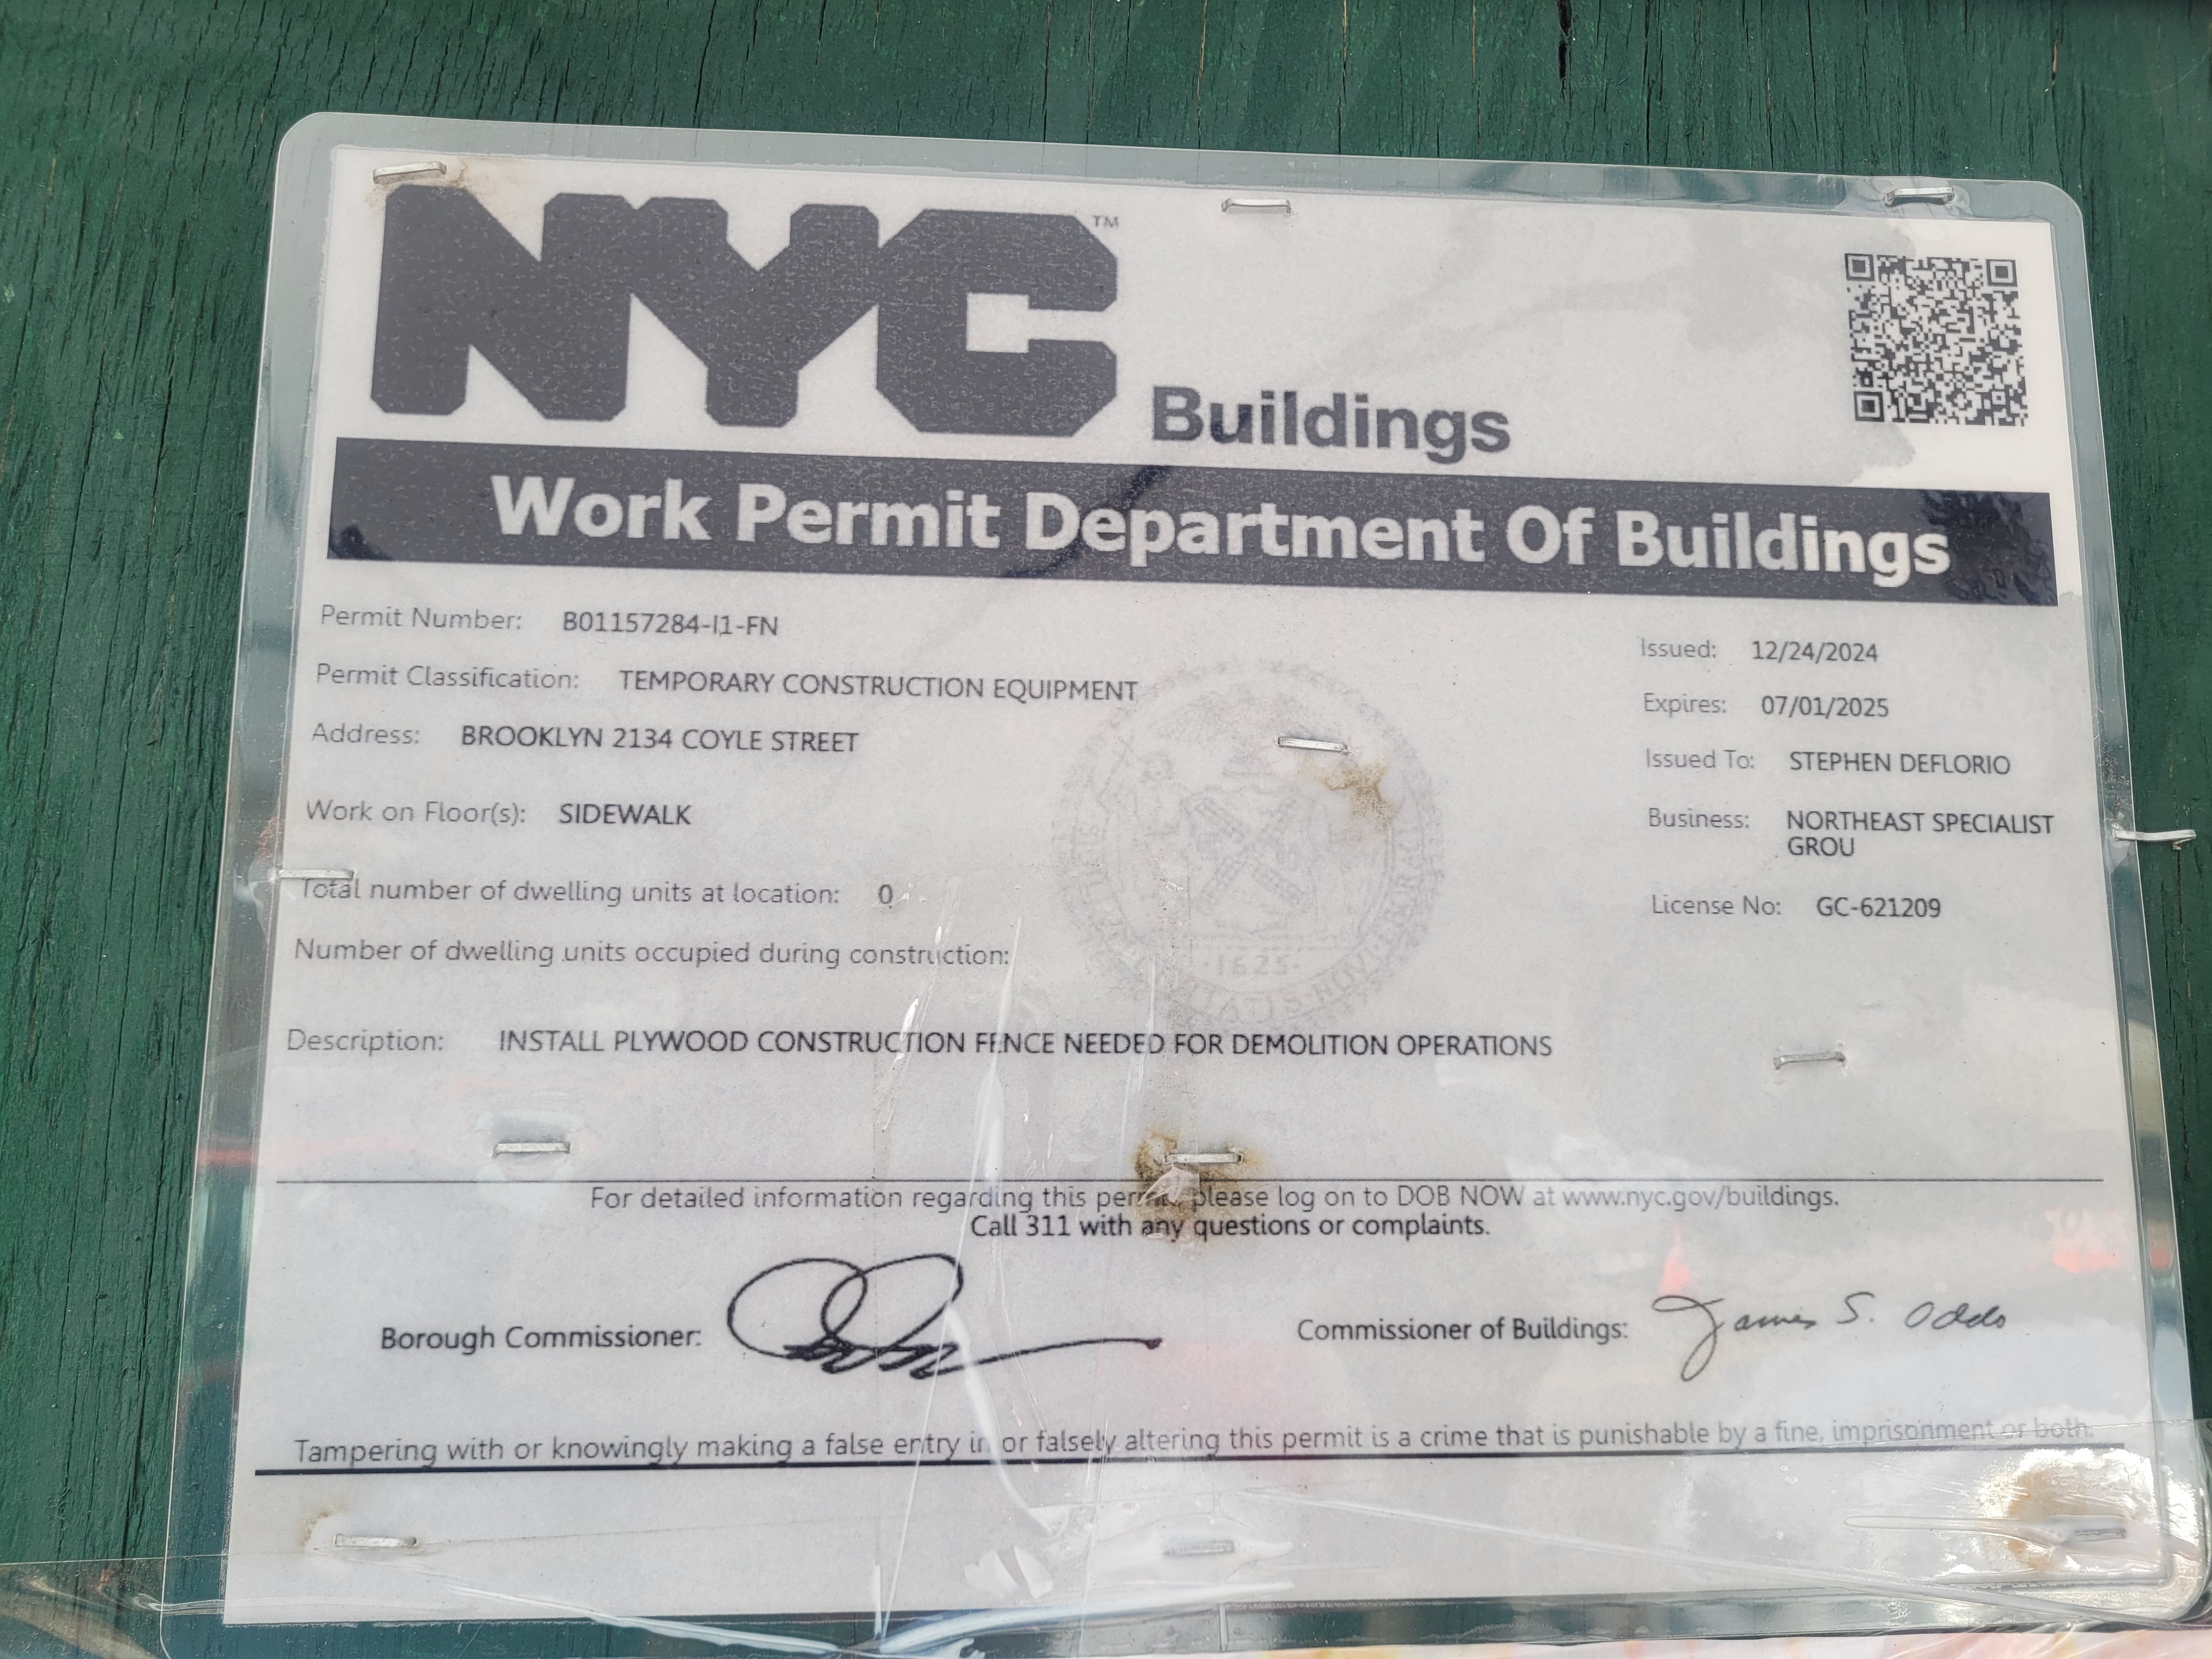 NYC™ Buildings
Work Permit Department Of Buildings
Permit Number: B01157284-I1-FN
Issued: 12/24/2024
Permit Classification: TEMPORARY CONSTRUCTION EQUIPMENT
Expires: 07/01/2025
Address: BROOKLYN 2134 COYLE STREET
Issued To: STEPHEN DEFLORIO
Work on Floor(s): SIDEWALK
Business: NORTHEAST SPECIALIST
GROU
Total number of dwelling units at location: 0
License No: GC-621209
Number of dwelling units occupied during construction:
·1625·
Description: INSTALL PLYWOOD CONSTRUCTION FENCE NEEDED FOR DEMOLITION OPERATIONS
For detailed information regarding this permit, please log on to DOB NOW at www.nyc.gov/buildings.
Call 311 with any questions or complaints.
Borough Commissioner:
Commissioner of Buildings: James S. Oddo
Tampering with or knowingly making a false entry in or falsely altering this permit is a crime that is punishable by a fine, imprisonment or both.